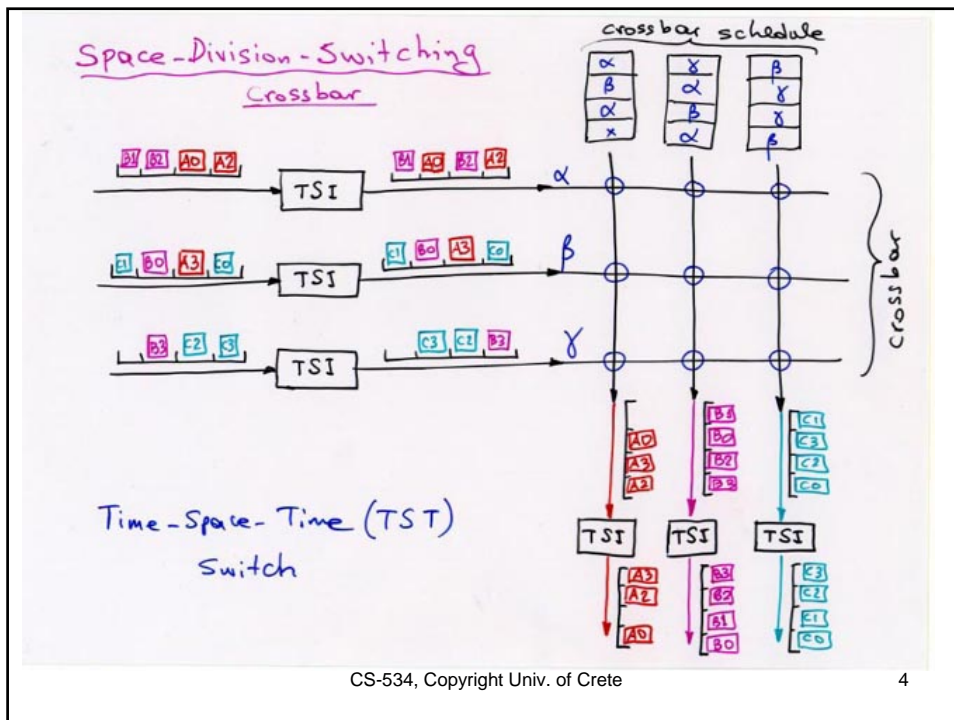 Space-Division-Switching
Crossbar
crossbar schedule
α γ β
β α γ
α β γ
x α β
B1 B2 A0 A2
TSI
B1 A0 B2 A2
α
C1 B0 A3 C0
TSI
C1 B0 A3 C0
β
B3 C2 C3
TSI
C3 C2 B3
γ
crossbar
A0
A3
A2
B1
B0
B2
B3
C1
C3
C2
C0
Time-Space-Time (TST)
Switch
TSI TSI TSI
A3
A2
A0
B3
B2
B1
B0
C3
C2
C1
C0
CS-534, Copyright Univ. of Crete 4